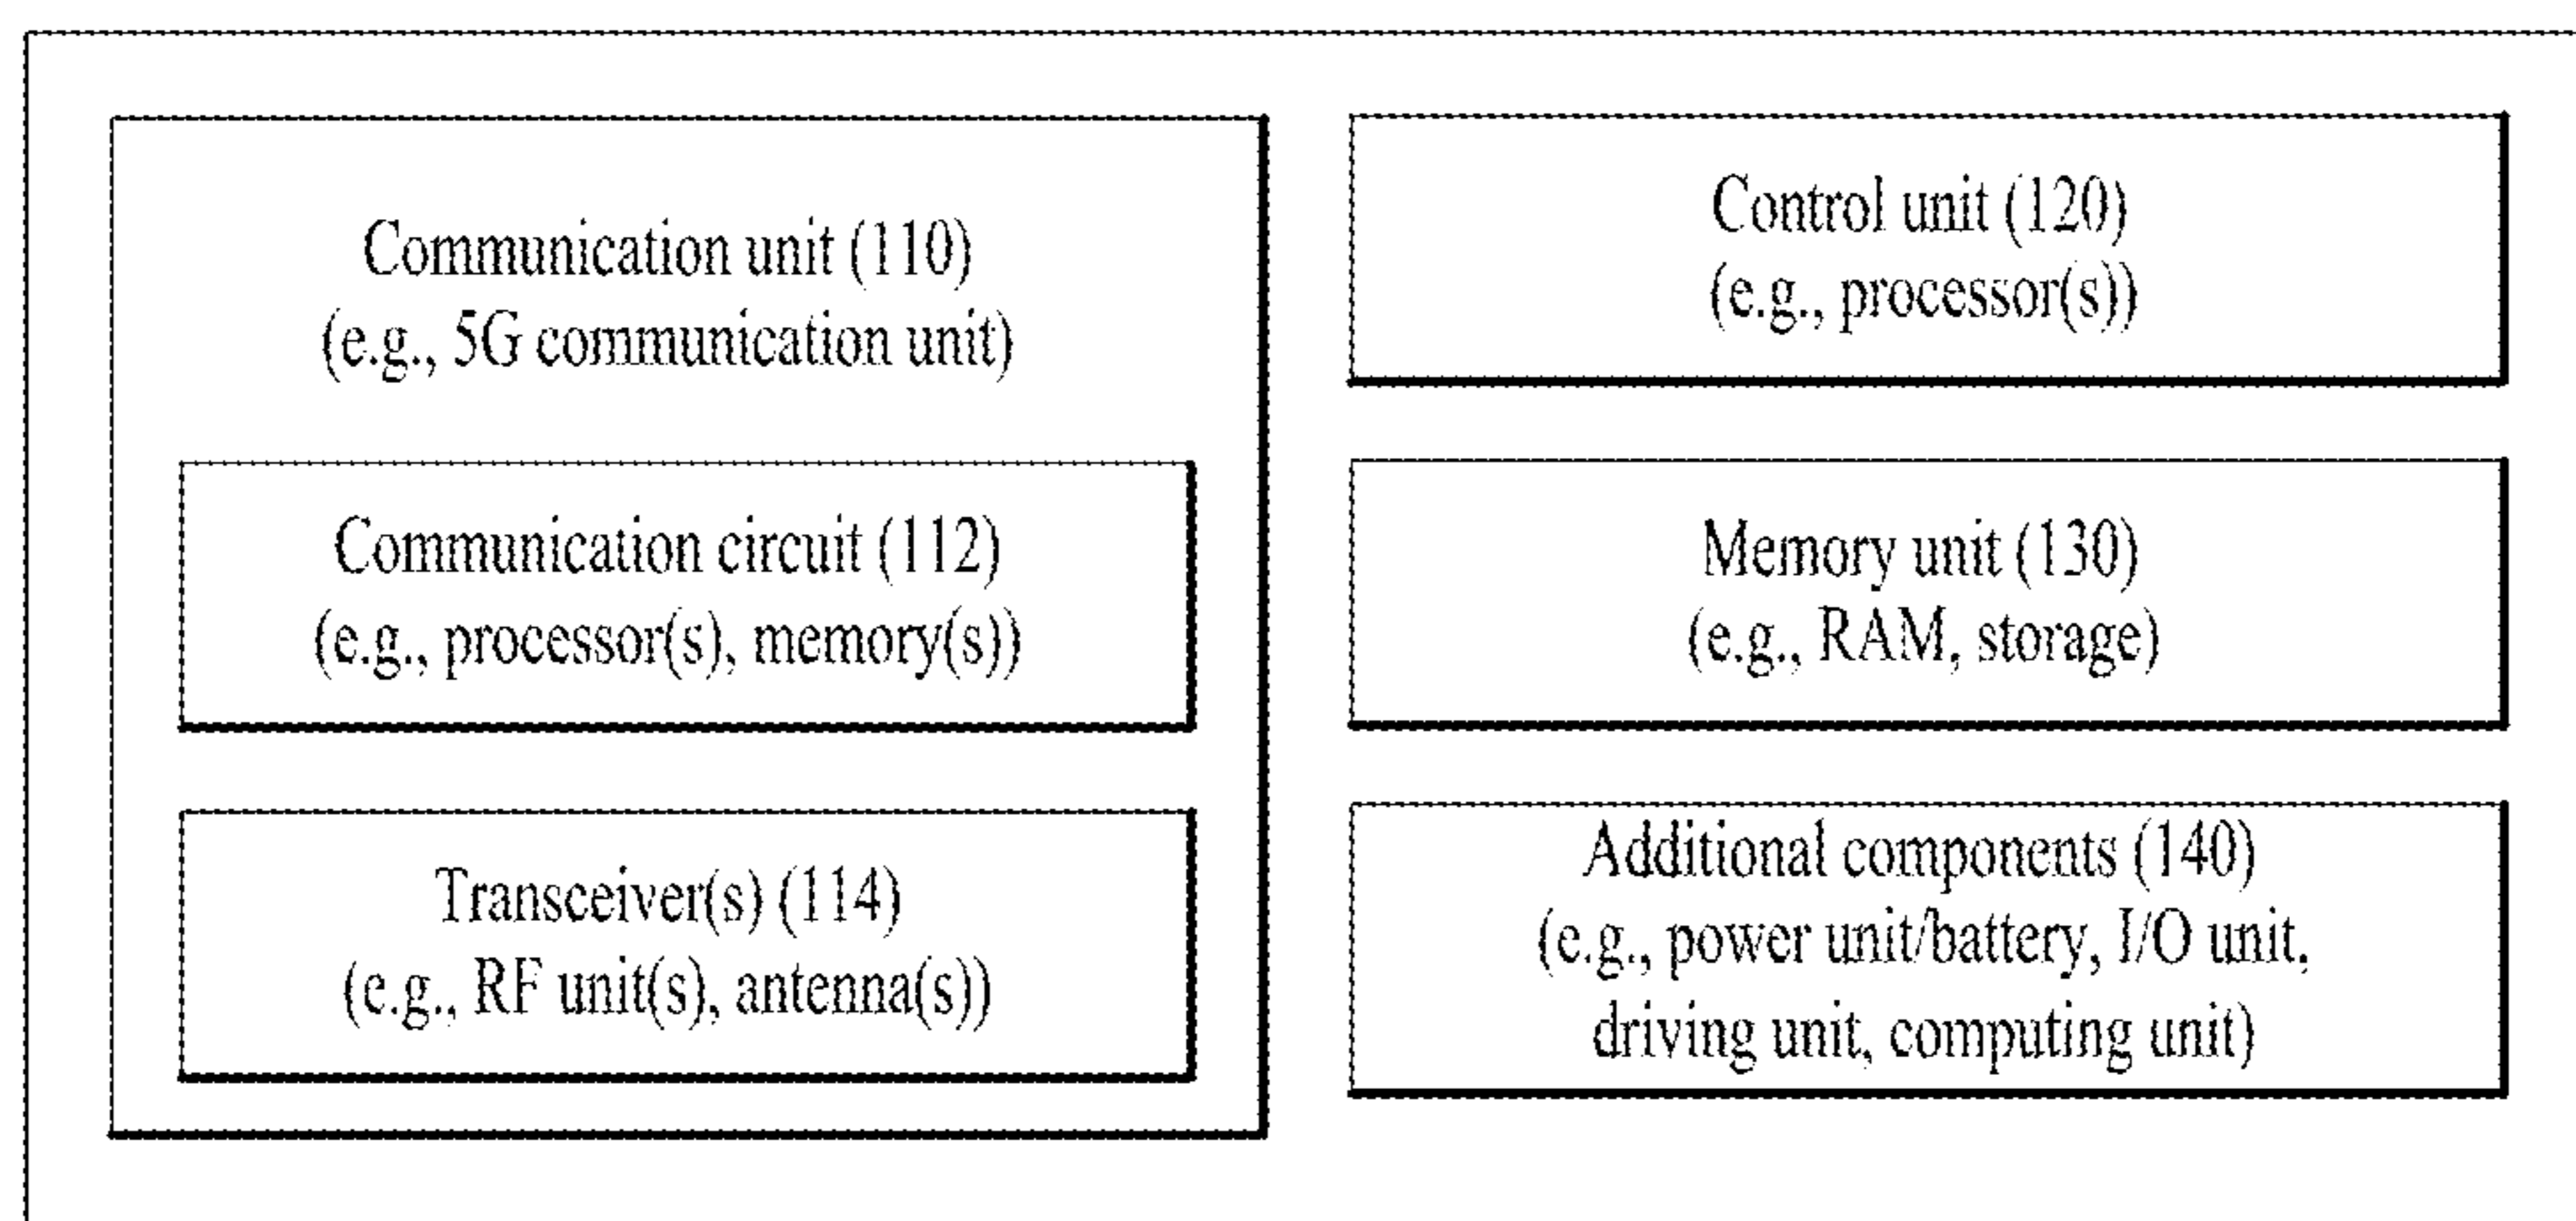 Communication unit (110)
(e.g., 5G communication unit)
Communication circuit (112)
(e.g., processor(s), memory(s))
Transceiver(s) (114)
(e.g., RF unit(s), antenna(s))
Control unit (120)
(e.g., processor(s))
Memory unit (130)
(e.g., RAM, storage)
Additional components (140)
(e.g., power unit/battery, I/O unit,
driving unit, computing unit)